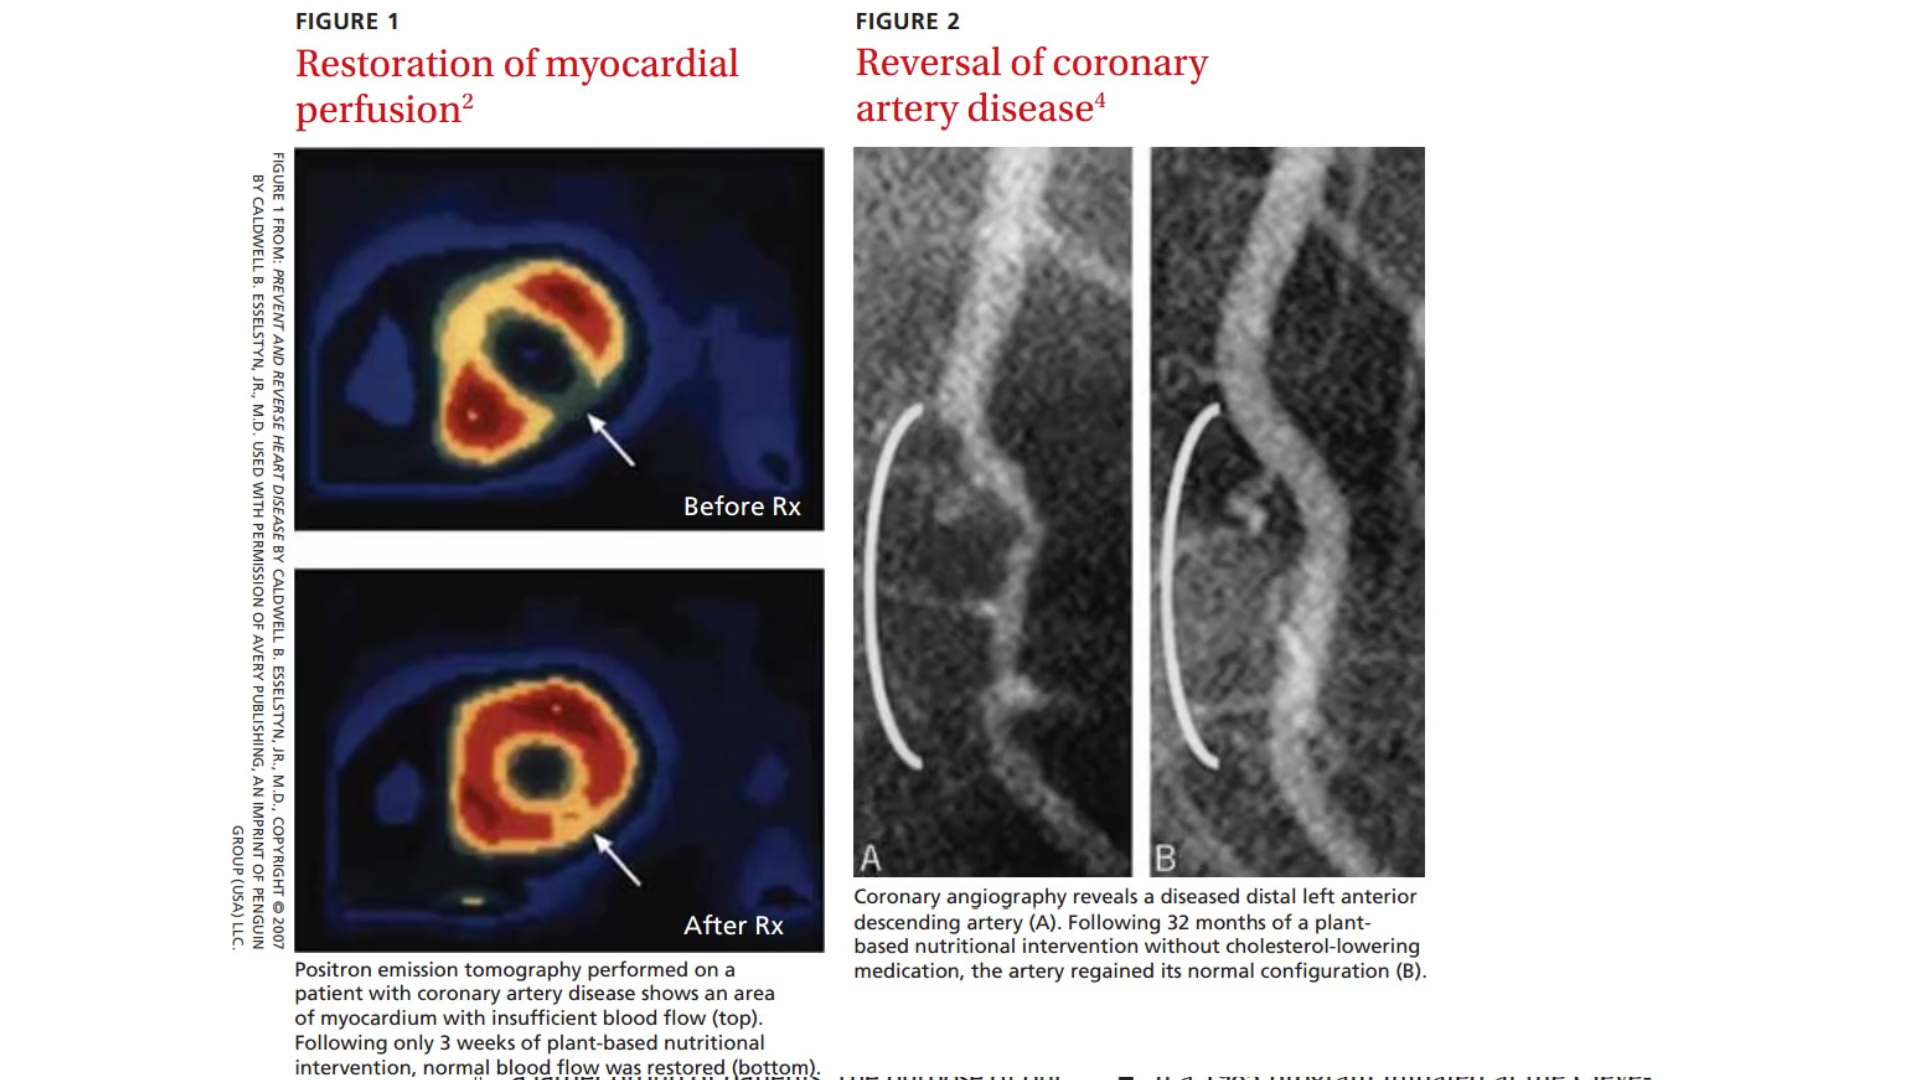 FIGURE 1
Restoration of myocardial
perfusion²
FIGURE 1 FROM: PREVENT AND REVERSE HEART DISEASE BY CALDWELL B. ESSELSTYN, JR., M.D., COPYRIGHT © 2007
BY CALDWELL B. ESSELSTYN, JR., M.D. USED WITH PERMISSION OF AVERY PUBLISHING, AN IMPRINT OF PENGUIN
GROUP (USA) LLC.
Before Rx
After Rx
Positron emission tomography performed on a
patient with coronary artery disease shows an area
of myocardium with insufficient blood flow (top).
Following only 3 weeks of plant-based nutritional
intervention, normal blood flow was restored (bottom).
FIGURE 2
Reversal of coronary
artery disease⁴
A
B
Coronary angiography reveals a diseased distal left anterior
descending artery (A). Following 32 months of a plant-
based nutritional intervention without cholesterol-lowering
medication, the artery regained its normal configuration (B).